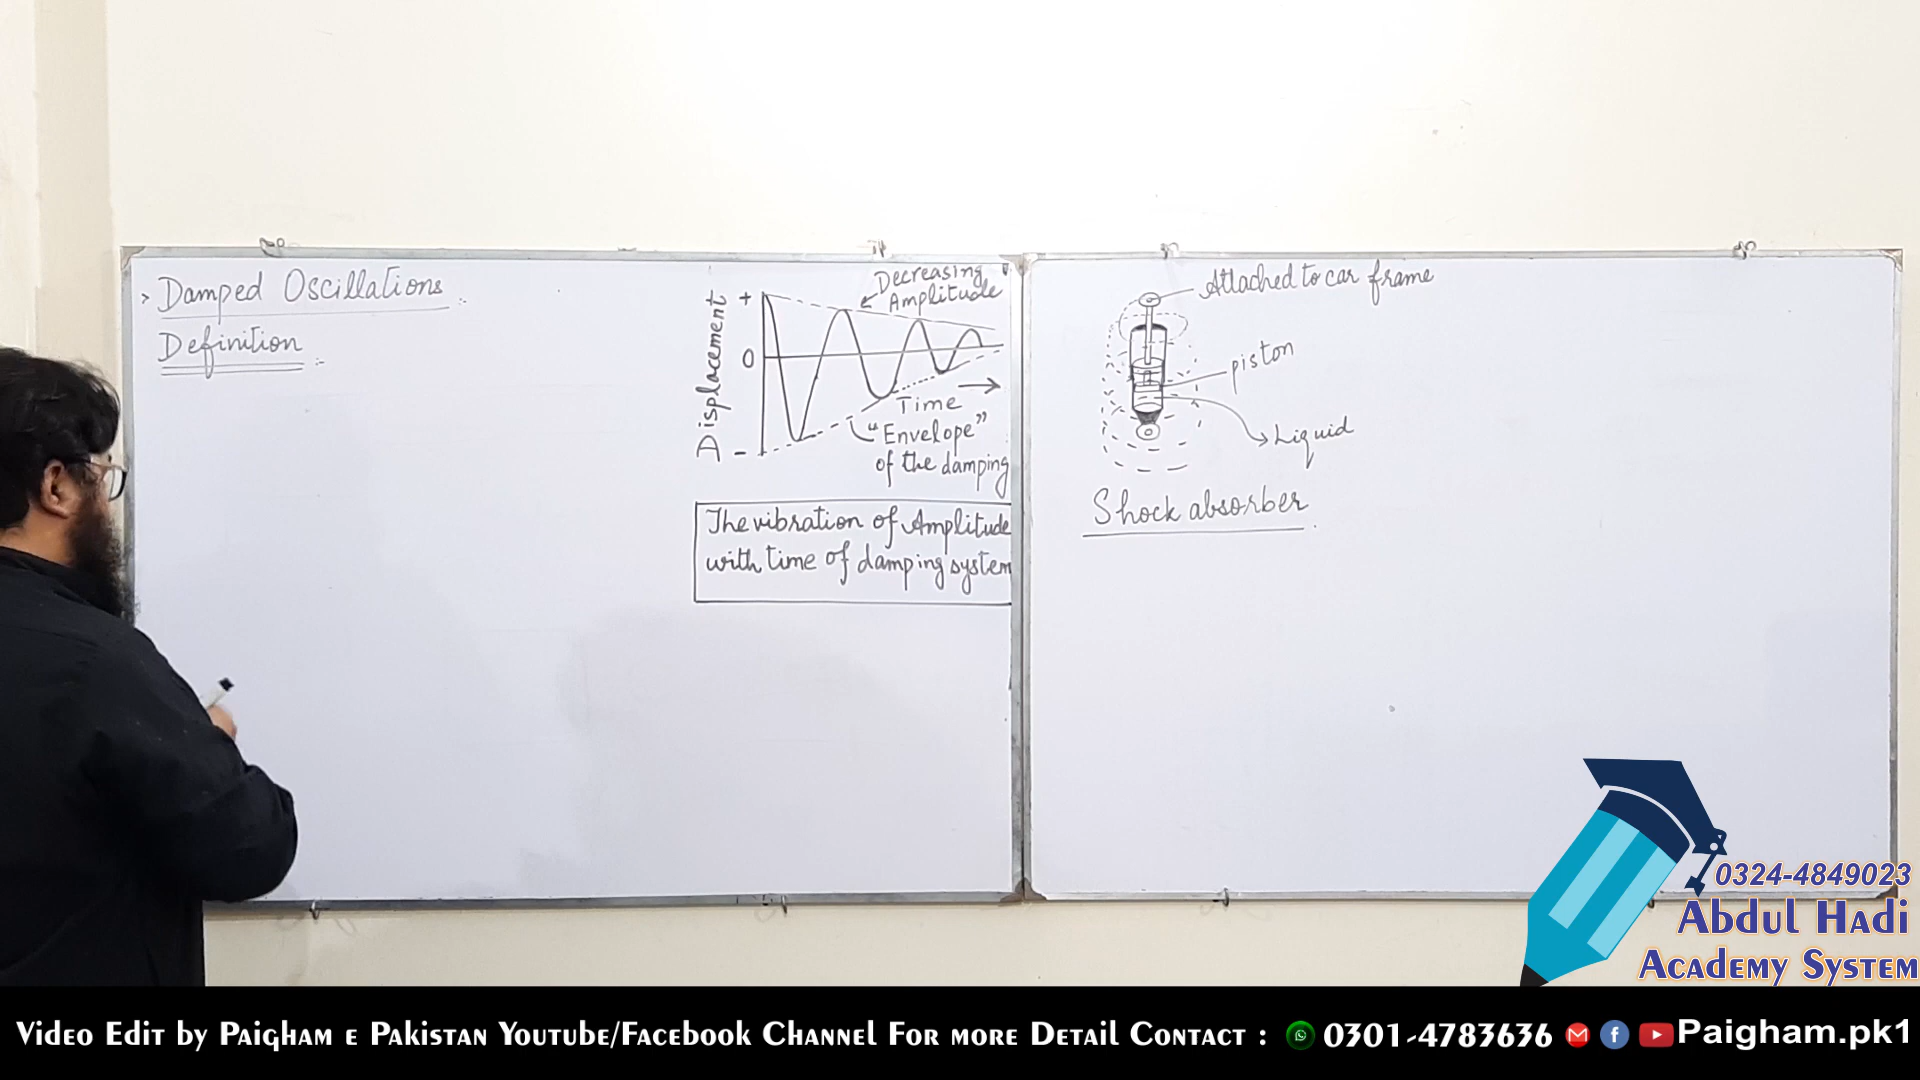 Damped Oscillations
Definition
Displacement
+
0
-
Decreasing
Amplitude
Time
"Envelope"
of the damping
The vibration of Amplitude
with time of damping system
Attached to car frame
piston
Liquid
Shock absorber
0324-4849023
Abdul Hadi
Academy System
Video Edit by Paigham e Pakistan Youtube/Facebook Channel For more Detail Contact : 0301-4783636 Paigham.pk1